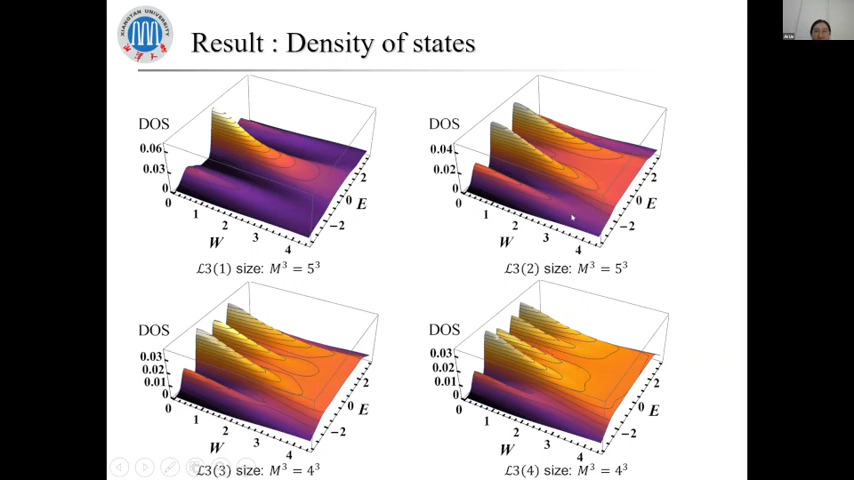 XIANGTAN UNIVERSITY
Result : Density of states
Ai Liu
DOS
0.06
0.03
0
0
1
2
3
4
W
−2
0
2
E
ℒ3(1) size: M³ = 5³
DOS
0.04
0.02
0
0
1
2
3
4
W
−2
0
2
E
ℒ3(2) size: M³ = 5³
DOS
0.03
0.02
0.01
0
0
1
2
3
4
W
−2
0
2
E
ℒ3(3) size: M³ = 4³
DOS
0.03
0.02
0.01
0
0
1
2
3
4
W
−2
0
2
E
ℒ3(4) size: M³ = 4³